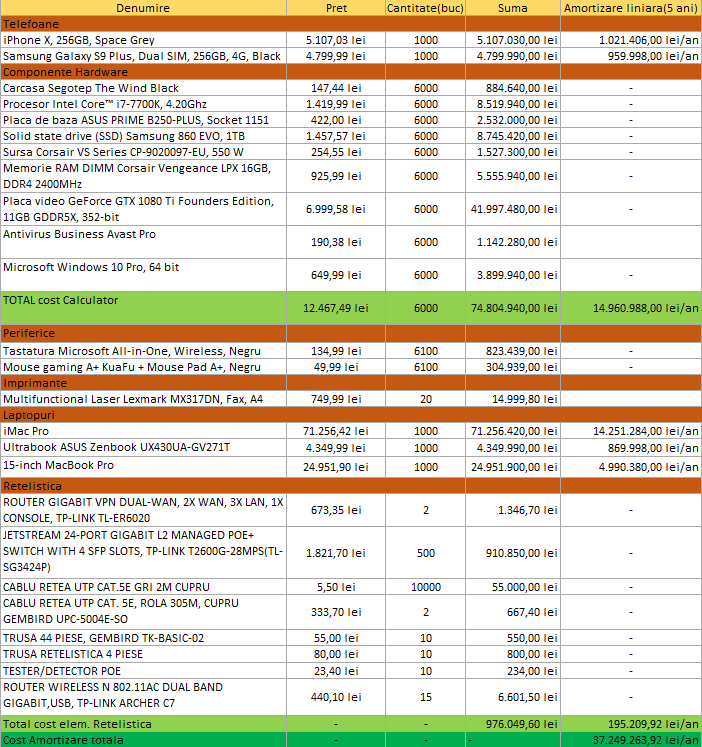 Denumire Pret Cantitate(buc) Suma Amortizare liniara(5 ani)
Telefoane
iPhone X, 256GB, Space Grey 5.107,03 lei 1000 5.107.030,00 lei 1.021.406,00 lei/an
Samsung Galaxy S9 Plus, Dual SIM, 256GB, 4G, Black 4.799,99 lei 1000 4.799.990,00 lei 959.998,00 lei/an
Componente Hardware
Carcasa Segotep The Wind Black 147,44 lei 6000 884.640,00 lei -
Procesor Intel Core™ i7-7700K, 4.20Ghz 1.419,99 lei 6000 8.519.940,00 lei -
Placa de baza ASUS PRIME B250-PLUS, Socket 1151 422,00 lei 6000 2.532.000,00 lei -
Solid state drive (SSD) Samsung 860 EVO, 1TB 1.457,57 lei 6000 8.745.420,00 lei -
Sursa Corsair VS Series CP-9020097-EU, 550 W 254,55 lei 6000 1.527.300,00 lei -
Memorie RAM DIMM Corsair Vengeance LPX 16GB,
DDR4 2400MHz 925,99 lei 6000 5.555.940,00 lei -
Placa video GeForce GTX 1080 Ti Founders Edition,
11GB GDDR5X, 352-bit 6.999,58 lei 6000 41.997.480,00 lei -
Antivirus Business Avast Pro 190,38 lei 6000 1.142.280,00 lei -
Microsoft Windows 10 Pro, 64 bit 649,99 lei 6000 3.899.940,00 lei -
TOTAL cost Calculator 12.467,49 lei 6000 74.804.940,00 lei 14.960.988,00 lei/an
Periferice
Tastatura Microsoft All-in-One, Wireless, Negru 134,99 lei 6100 823.439,00 lei -
Mouse gaming A+ KuaFu + Mouse Pad A+, Negru 49,99 lei 6100 304.939,00 lei -
Imprimante
Multifunctional Laser Lexmark MX317DN, Fax, A4 749,99 lei 20 14.999,80 lei -
Laptopuri
iMac Pro 71.256,42 lei 1000 71.256.420,00 lei 14.251.284,00 lei/an
Ultrabook ASUS Zenbook UX430UA-GV271T 4.349,99 lei 1000 4.349.990,00 lei 869.998,00 lei/an
15-inch MacBook Pro 24.951,90 lei 1000 24.951.900,00 lei 4.990.380,00 lei/an
Retelistica
ROUTER GIGABIT VPN DUAL-WAN, 2X WAN, 3X LAN, 1X
CONSOLE, TP-LINK TL-ER6020 673,35 lei 2 1.346,70 lei -
JETSTREAM 24-PORT GIGABIT L2 MANAGED POE+
SWITCH WITH 4 SFP SLOTS, TP-LINK T2600G-28MPS(TL-
SG3424P) 1.821,70 lei 500 910.850,00 lei -
CABLU RETEA UTP CAT.5E GRI 2M CUPRU 5,50 lei 10000 55.000,00 lei -
CABLU RETEA UTP CAT. 5E, ROLA 305M, CUPRU
GEMBIRD UPC-5004E-SO 333,70 lei 2 667,40 lei -
TRUSA 44 PIESE, GEMBIRD TK-BASIC-02 55,00 lei 10 550,00 lei -
TRUSA RETELISTICA 4 PIESE 80,00 lei 10 800,00 lei -
TESTER/DETECTOR POE 23,40 lei 10 234,00 lei -
ROUTER WIRELESS N 802.11AC DUAL BAND
GIGABIT,USB, TP-LINK ARCHER C7 440,10 lei 15 6.601,50 lei -
Total cost elem. Retelistica - - 976.049,60 lei 195.209,92 lei/an
Cost Amortizare totala - - - 37.249.263,92 lei/an